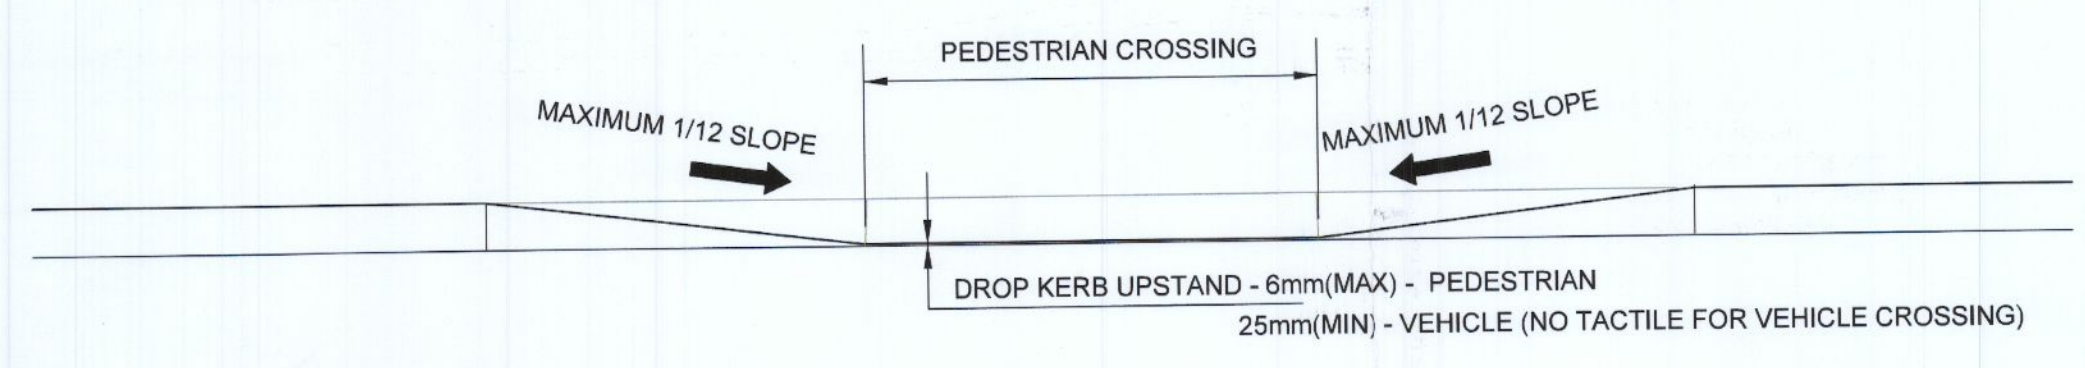 PEDESTRIAN CROSSING
MAXIMUM 1/12 SLOPE
MAXIMUM 1/12 SLOPE
DROP KERB UPSTAND - 6mm(MAX) - PEDESTRIAN
25mm(MIN) - VEHICLE (NO TACTILE FOR VEHICLE CROSSING)